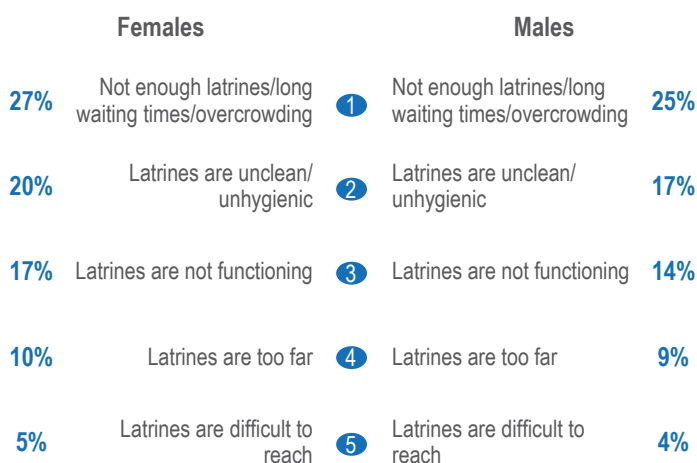 Females Males
27% Not enough latrines/long waiting times/overcrowding 1 Not enough latrines/long waiting times/overcrowding 25%
20% Latrines are unclean/ unhygienic 2 Latrines are unclean/ unhygienic 17%
17% Latrines are not functioning 3 Latrines are not functioning 14%
10% Latrines are too far 4 Latrines are too far 9%
5% Latrines are difficult to reach 5 Latrines are difficult to reach 4%